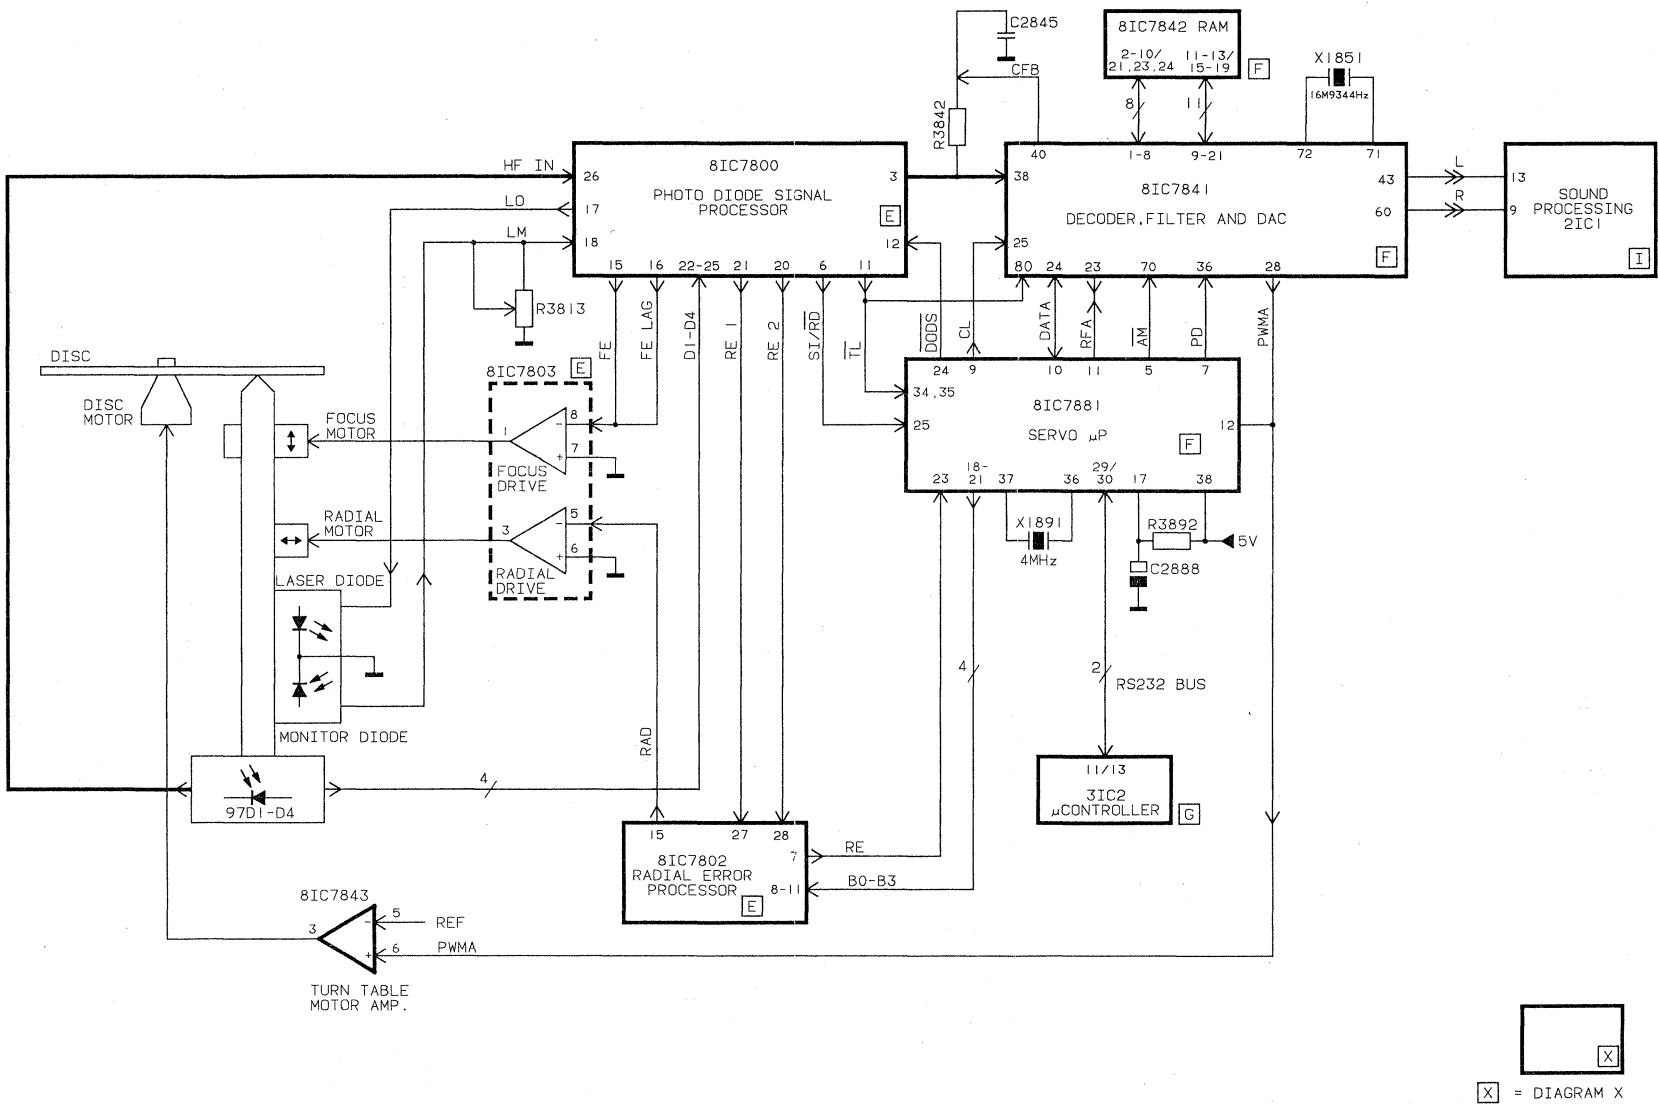 C2845
8IC7842 RAM
2-10/
21,23,24
11-13/
15-19
F
X1851
16M9344Hz
CFB
R3842
8
11
HF IN
26
8IC7800
3
PHOTO DIODE SIGNAL
PROCESSOR
E
LO
17
LM
18
12
15
16
22-25
21
20
6
11
40
1-8
9-21
72
71
38
8IC7841
43
DECODER,FILTER AND DAC
60
25
F
80
24
23
70
36
28
L
R
13
9
SOUND
PROCESSING
2IC1
I
R3813
FE
FE LAG
D1-D4
RE 1
RE 2
SI/RD
TL
DODS
CL
DATA
RFA
AM
PD
PWMA
DISC
DISC
MOTOR
8IC7803
E
FOCUS
MOTOR
1
8
7
-
+
FOCUS
DRIVE
RADIAL
MOTOR
3
5
6
-
+
RADIAL
DRIVE
24
9
10
11
5
7
34,35
8IC7881
25
SERVO µP
12
F
23
18-
21
37
36
29/
30
17
38
X1891
4MHz
R3892
5V
C2888
LASER DIODE
MONITOR DIODE
4
2
RS232 BUS
RAD
4
97D1-D4
11/13
3IC2
µCONTROLLER
G
15
27
28
8IC7802
RADIAL ERROR
PROCESSOR
E
7
8-11
RE
B0-B3
8IC7843
3
5
6
-
+
REF
PWMA
TURN TABLE
MOTOR AMP.
X
X = DIAGRAM X